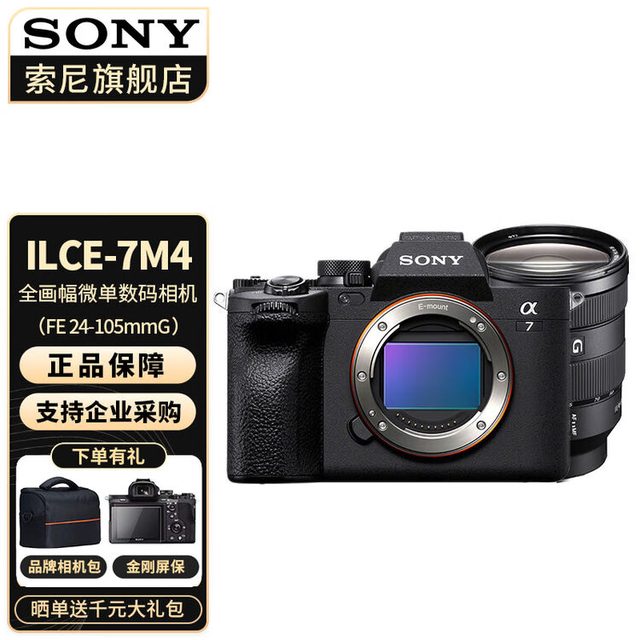 SONY
索尼旗舰店
ILCE-7M4
全画幅微单数码相机
（FE 24-105mmG）
正品保障
支持企业采购
下单有礼
SONY
品牌相机包
金刚屏保
晒单送千元大礼包
SONY
E-mount
α
7
G